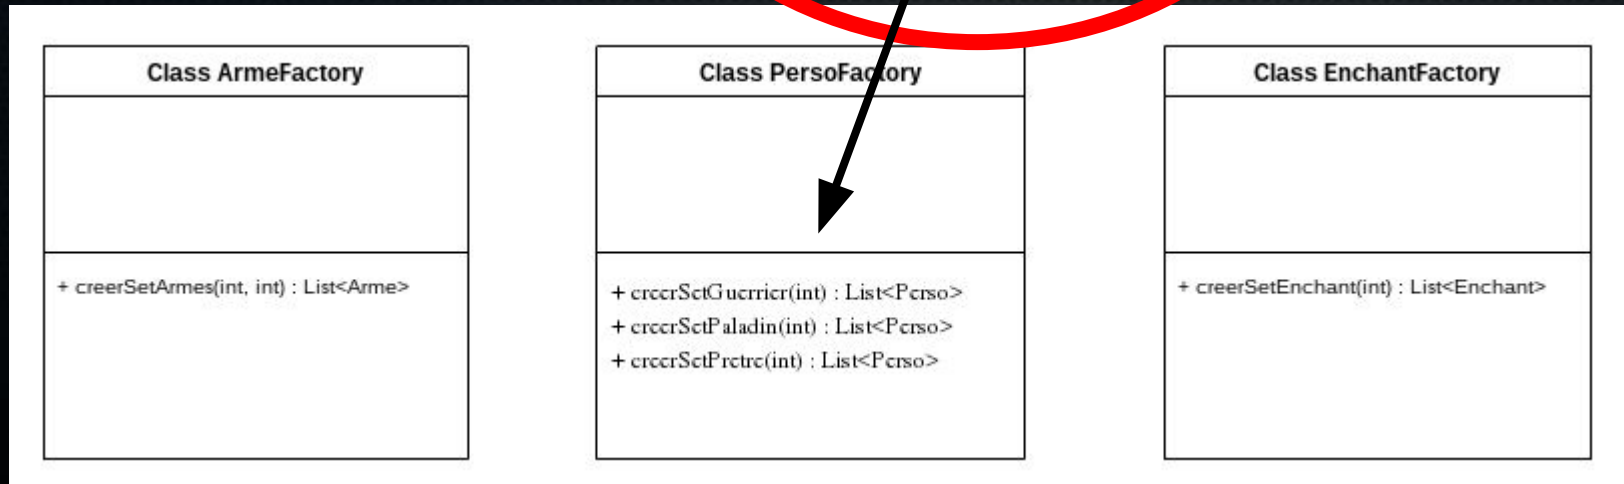 Class ArmeFactory
+ creerSetArmes(int, int) : List<Arme>
Class PersoFactory
+ creerSetGuerrier(int) : List<Perso>
+ creerSetPaladin(int) : List<Perso>
+ creerSetPretre(int) : List<Perso>
Class EnchantFactory
+ creerSetEnchant(int) : List<Enchant>